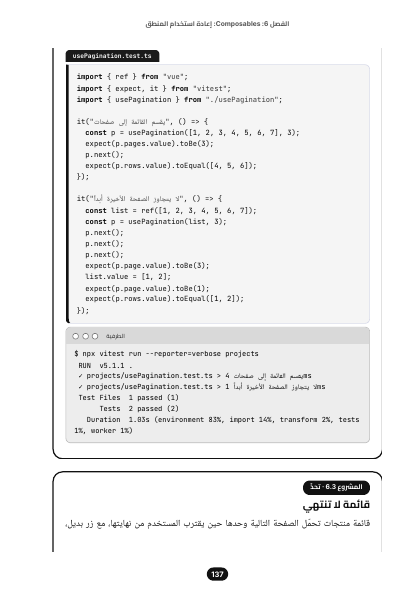 الفصل 6: Composables: إعادة استخدام المنطق
usePagination.test.ts
import { ref } from "vue";
import { expect, it } from "vitest";
import { usePagination } from "./usePagination";
it("يقسم القائمة إلى صفحات", () => {
const p = usePagination([1, 2, 3, 4, 5, 6, 7], 3);
expect(p.pages.value).toBe(3);
p.next();
expect(p.rows.value).toEqual([4, 5, 6]);
});
it("لا يتجاوز الصفحة الأخيرة أبدًا", () => {
const list = ref([1, 2, 3, 4, 5, 6, 7]);
const p = usePagination(list, 3);
p.next();
p.next();
p.next();
expect(p.page.value).toBe(3);
list.value = [1, 2];
expect(p.page.value).toBe(1);
expect(p.rows.value).toEqual([1, 2]);
});
الطرفية
$ npx vitest run --reporter=verbose projects
RUN v5.1.1 .
✓ projects/usePagination.test.ts > يقسم القائمة إلى صفحات 4ms
✓ projects/usePagination.test.ts > لا يتجاوز الصفحة الأخيرة أبدًا 1ms
Test Files 1 passed (1)
Tests 2 passed (2)
Duration 1.03s (environment 83%, import 14%, transform 2%, tests
1%, worker 1%)
المشروع 6.3 · تحدٍّ
قائمة لا تنتهي
قائمة منتجات تحمّل الصفحة التالية وحدها حين يقترب المستخدم من نهايتها، مع زر بديل،
137